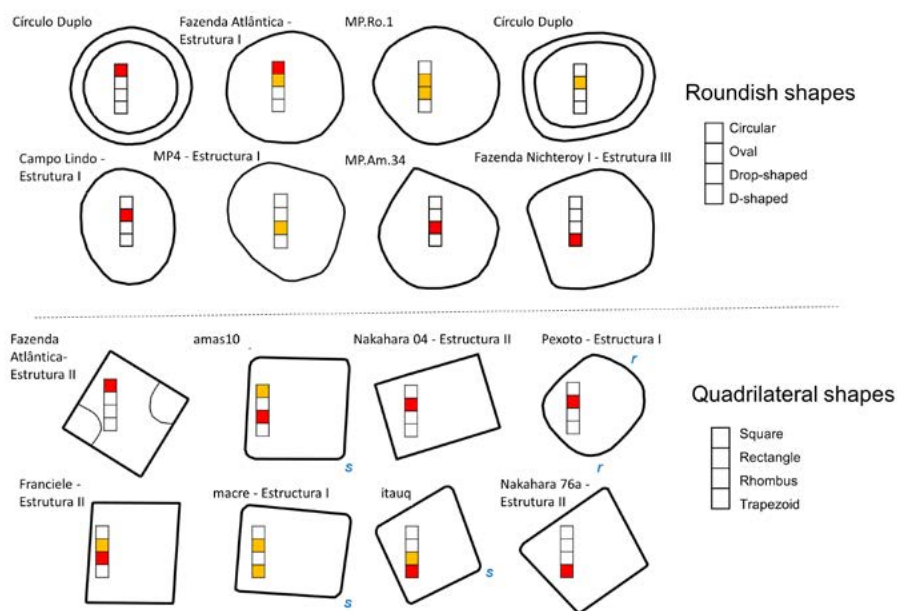 Círculo Duplo
Fazenda Atlântica -
Estrutura I
MP.Ro.1
Círculo Duplo
Roundish shapes
Circular
Oval
Drop-shaped
D-shaped
Campo Lindo -
Estrutura I
MP4 - Estructura I
MP.Am.34
Fazenda Nichteroy I - Estrutura III
Fazenda
Atlântica-
Estrutura II
amas10
Nakahara 04 - Estructura II
Pexoto - Estructura I
r
r
s
Quadrilateral shapes
Square
Rectangle
Rhombus
Trapezoid
Franciele -
Estrutura II
macre - Estructura I
s
itauq
s
Nakahara 76a -
Estrutura II